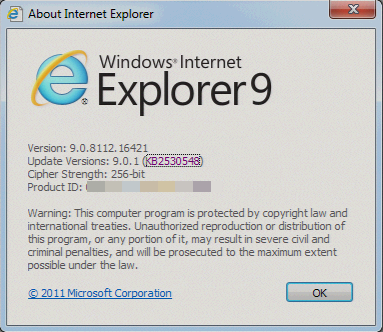 About Internet Explorer
Windows® Internet
Explorer 9
Version: 9.0.8112.16421
Update Versions: 9.0.1 (KB2530548)
Cipher Strength: 256-bit
Product ID:
Warning: This computer program is protected by copyright law and
international treaties. Unauthorized reproduction or distribution of
this program, or any portion of it, may result in severe civil and
criminal penalties, and will be prosecuted to the maximum extent
possible under the law.
© 2011 Microsoft Corporation
OK